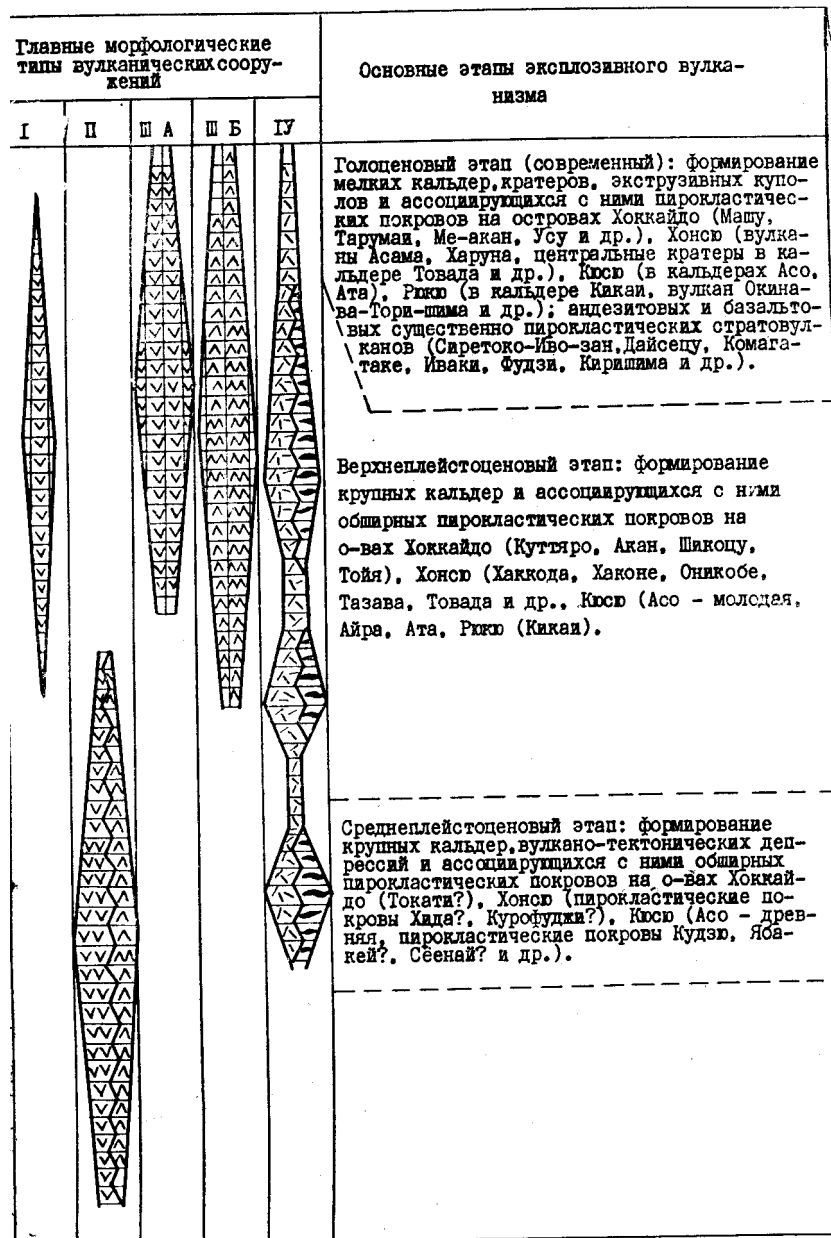 Главные морфологические
типы вулканических соору-
жений
Основные этапы эксплозивного вулка-
низма
I П Ш А Ш Б IУ
Голоценовый этап (современный): формирование
мелких кальдер, кратеров, экструзивных купо-
лов и ассоциирующихся с ними пирокластичес-
ких покровов на островах Хоккайдо (Машу,
Тарумаи, Ме-акан, Усу и др.), Хонсю (вулка-
ны Асама, Харуна, центральные кратеры в ка-
льдере Товада и др.), Кюсю (в кальдерах Асо,
Ата), Рюкю (в кальдере Кикаи, вулкан Окина-
ва-Тори-шима и др.); андезитовых и базальто-
вых существенно пирокластических стратовул-
канов (Сиретоко-Иво-зан, Дайсецу, Комага-
таке, Иваки, Фудзи, Киришима и др.).
Верхнеплейстоценовый этап: формирование
крупных кальдер и ассоциирующихся с ними
обширных пирокластических покровов на
о-вах Хоккайдо (Куттяро, Акан, Шикоцу,
Тойя), Хонсю (Хаккода, Хаконе, Оникобе,
Тазава, Товада и др., Кюсю (Асо - молодая,
Айра, Ата, Рюкю (Кикаи).
Среднеплейстоценовый этап: формирование
крупных кальдер, вулкано-тектонических деп-
рессий и ассоциирующихся с ними обширных
пирокластических покровов на о-вах Хоккай-
до (Токати?), Хонсю (пирокластические по-
кровы Хида?, Курофуджи?), Кюсю (Асо - древ-
няя, пирокластические покровы Кудзю, Яба-
кей?, Сёенай? и др.).